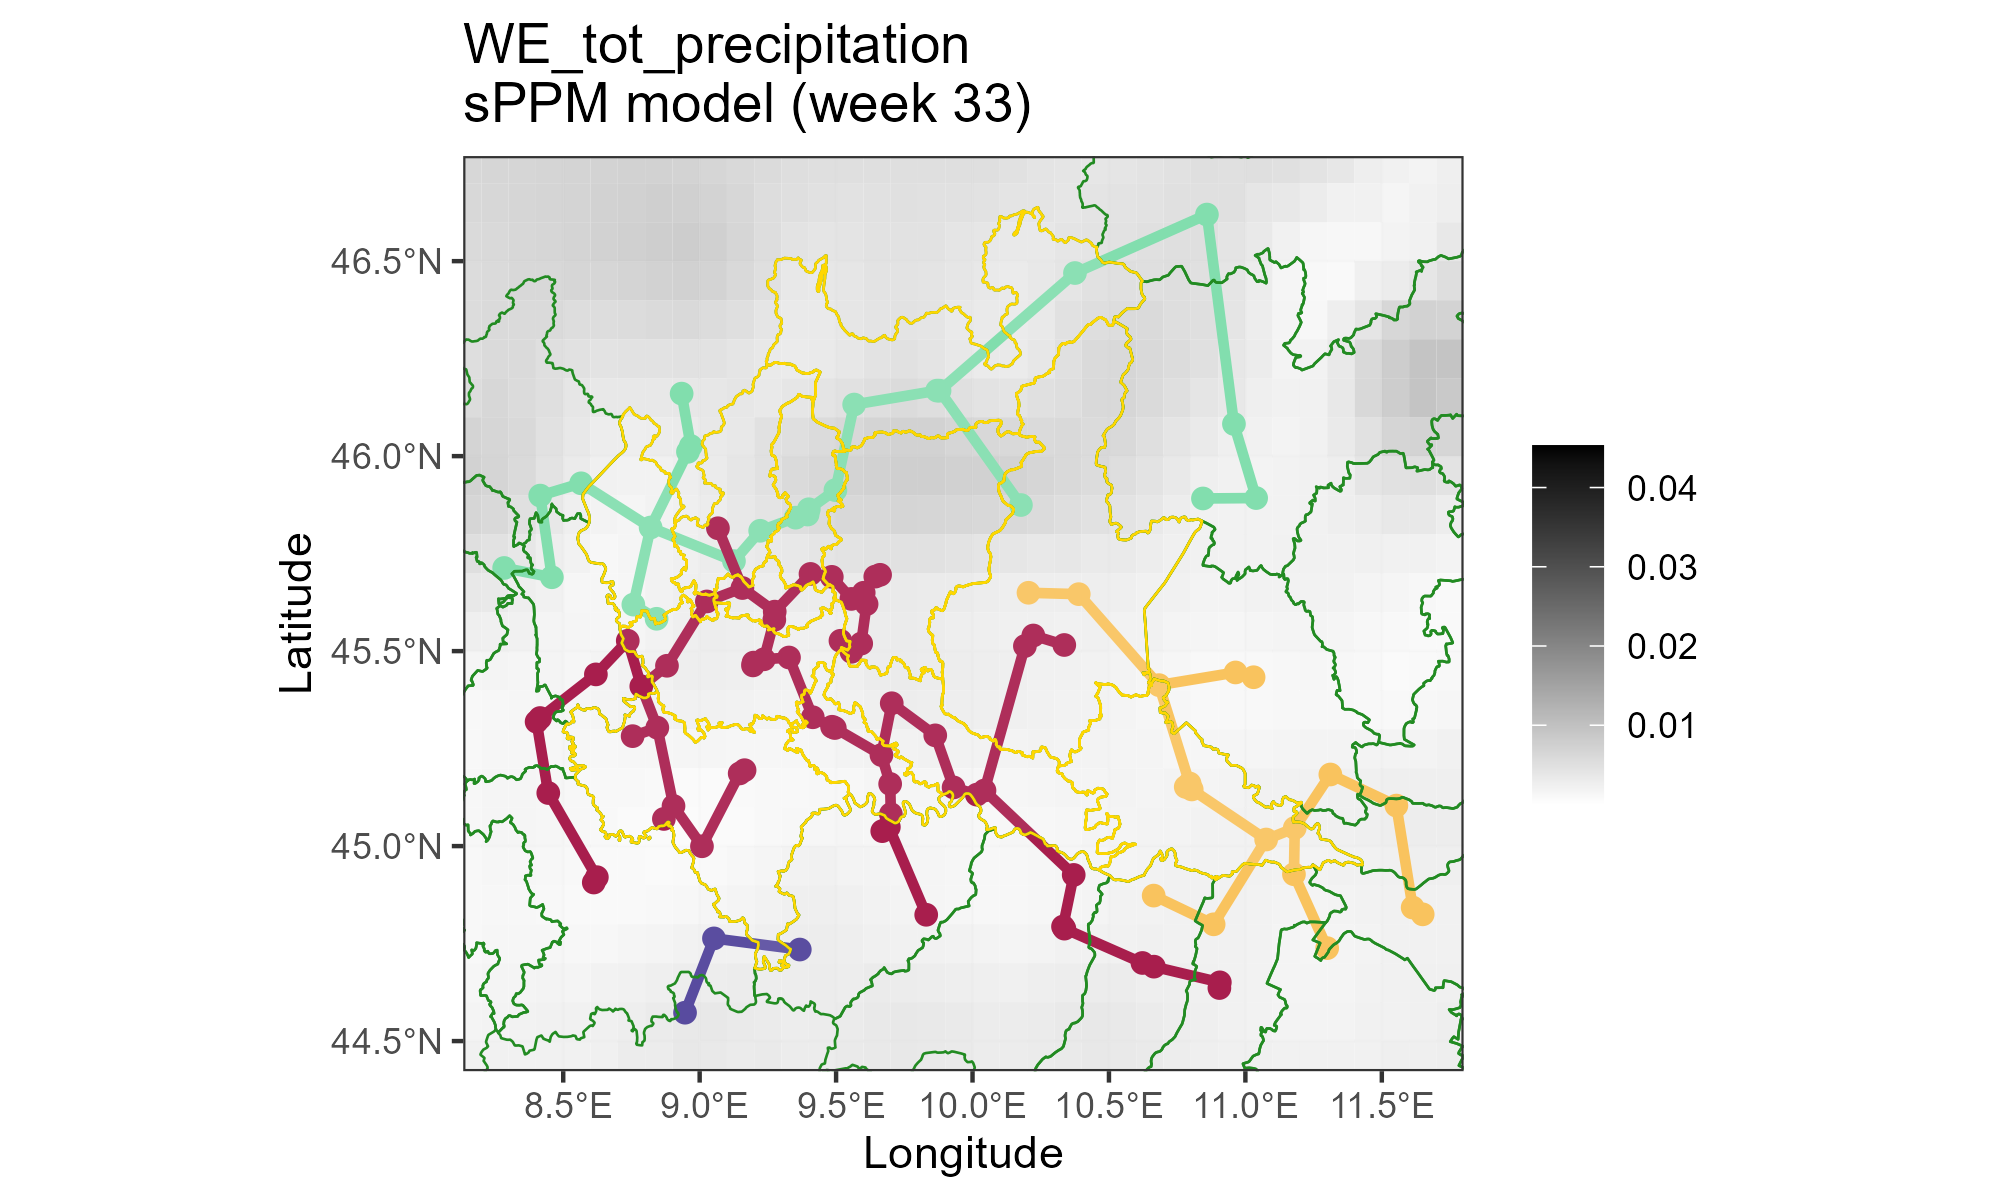 WE_tot_precipitation
sPPM model (week 33)
46.5°N
46.0°N
45.5°N
45.0°N
44.5°N
Latitude
8.5°E 9.0°E 9.5°E 10.0°E 10.5°E 11.0°E 11.5°E
Longitude
0.04
0.03
0.02
0.01